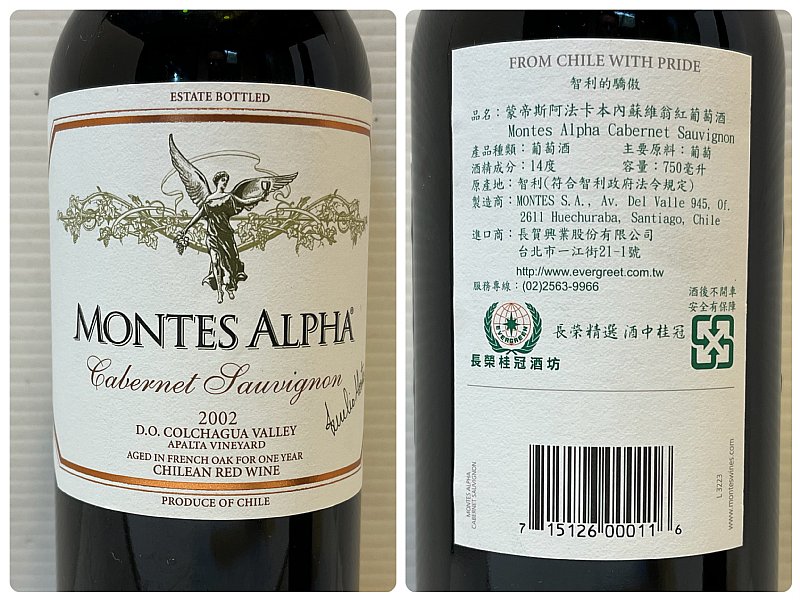 ESTATE BOTTLED
MONTES ALPHA®
Cabernet Sauvignon
2002
D.O. COLCHAGUA VALLEY
APALTA VINEYARD
AGED IN FRENCH OAK FOR ONE YEAR
CHILEAN RED WINE
PRODUCE OF CHILE
FROM CHILE WITH PRIDE
智利的驕傲
品名：蒙帝斯阿法卡本內蘇維翁紅葡萄酒
Montes Alpha Cabernet Sauvignon
產品種類：葡萄酒 主要原料：葡萄
酒精成分：14度 容量：750毫升
原產地：智利(符合智利政府法令規定)
製造商：MONTES S.A., Av. Del Valle 945, Of.
2611 Huechuraba, Santiago, Chile
進口商：長賀興業股份有限公司
台北市一江街21-1號
http://www.evergreet.com.tw
服務專線：(02)2563-9966
酒後不開車
安全有保障
EVERGREEN
長榮精選 酒中桂冠
長榮桂冠酒坊
MONTES ALPHA
CABERNET SAUVIGNON
7 15126 00011 6
L 3223
www.monteswines.com